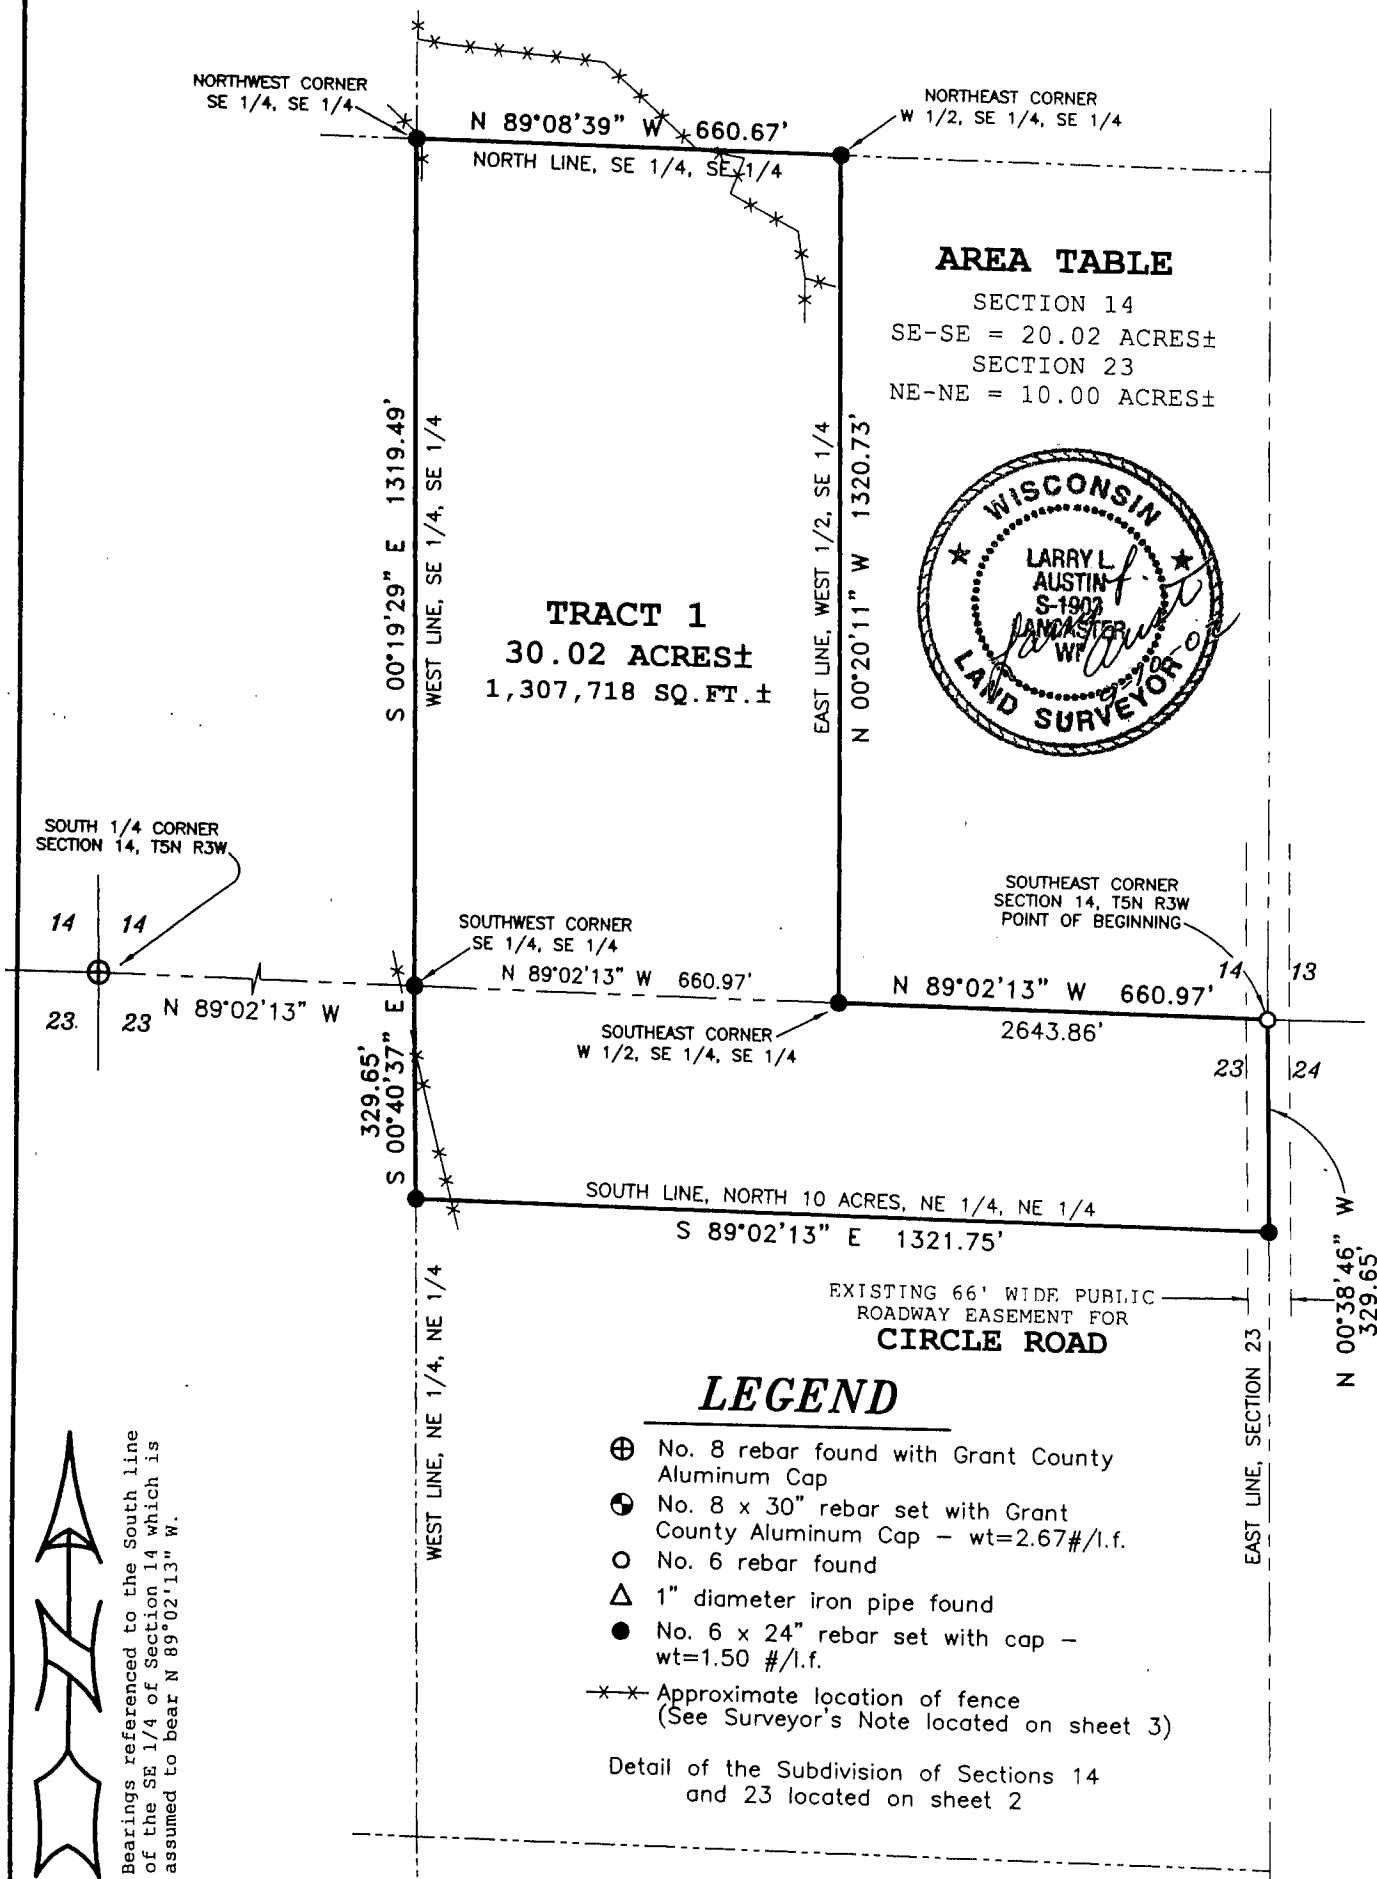 NORTHWEST CORNER
SE 1/4, SE 1/4
N 89°08'39" W 660.67'
NORTH LINE, SE 1/4, SE 1/4
NORTHEAST CORNER
W 1/2, SE 1/4, SE 1/4
AREA TABLE
SECTION 14
SE-SE = 20.02 ACRES±
SECTION 23
NE-NE = 10.00 ACRES±
S 00°19'29" E 1319.49'
WEST LINE, SE 1/4, SE 1/4
TRACT 1
30.02 ACRES±
1,307,718 SQ.FT.±
EAST LINE, WEST 1/2, SE 1/4
N 00°20'11" W 1320.73'
WISCONSIN
LARRY L.
AUSTIN
S-1903
LANCASTER
WI
LAND SURVEYOR
SOUTH 1/4 CORNER
SECTION 14, T5N R3W
14 14
23. 23
N 89°02'13" W
SOUTHWEST CORNER
SE 1/4, SE 1/4
N 89°02'13" W 660.97'
SOUTHEAST CORNER
SECTION 14, T5N R3W
POINT OF BEGINNING
14 13
N 89°02'13" W 660.97'
2643.86'
SOUTHEAST CORNER
W 1/2, SE 1/4, SE 1/4
23 24
329.65'
S 00°40'37" E
SOUTH LINE, NORTH 10 ACRES, NE 1/4, NE 1/4
S 89°02'13" E 1321.75'
N 00°38'46" W
329.65'
EXISTING 66' WIDE PUBLIC
ROADWAY EASEMENT FOR
CIRCLE ROAD
WEST LINE, NE 1/4, NE 1/4
EAST LINE, SECTION 23
LEGEND
No. 8 rebar found with Grant County
Aluminum Cap
No. 8 x 30" rebar set with Grant
County Aluminum Cap – wt=2.67#/l.f.
No. 6 rebar found
1" diameter iron pipe found
No. 6 x 24" rebar set with cap –
wt=1.50 #/l.f.
Approximate location of fence
(See Surveyor's Note located on sheet 3)
Detail of the Subdivision of Sections 14
and 23 located on sheet 2
N
Bearings referenced to the South line
of the SE 1/4 of Section 14 which is
assumed to bear N 89°02'13" W.